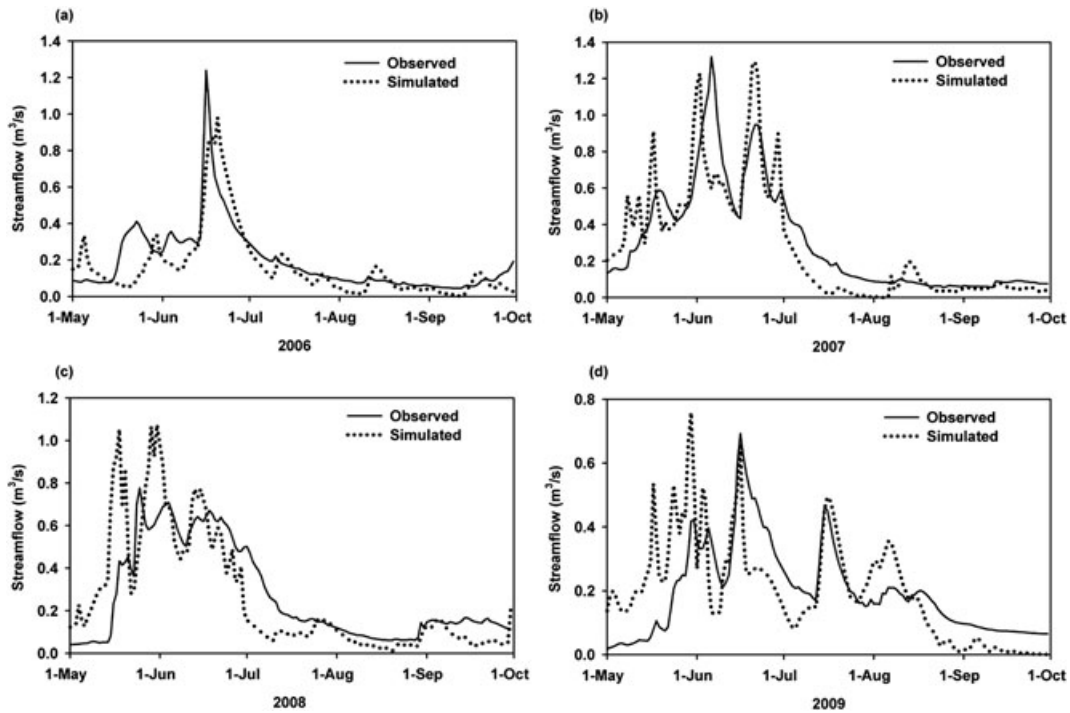 (a)
1.4
1.2
1.0
0.8
0.6
0.4
0.2
0.0
Streamflow (m³/s)
Observed
Simulated
1-May 1-Jun 1-Jul 1-Aug 1-Sep 1-Oct
2006
(b)
1.4
1.2
1.0
0.8
0.6
0.4
0.2
0.0
Streamflow (m³/s)
Observed
Simulated
1-May 1-Jun 1-Jul 1-Aug 1-Sep 1-Oct
2007
(c)
1.2
1.0
0.8
0.6
0.4
0.2
0.0
Streamflow (m³/s)
Observed
Simulated
1-May 1-Jun 1-Jul 1-Aug 1-Sep 1-Oct
2008
(d)
0.8
0.6
0.4
0.2
0.0
Streamflow (m³/s)
Observed
Simulated
1-May 1-Jun 1-Jul 1-Aug 1-Sep 1-Oct
2009